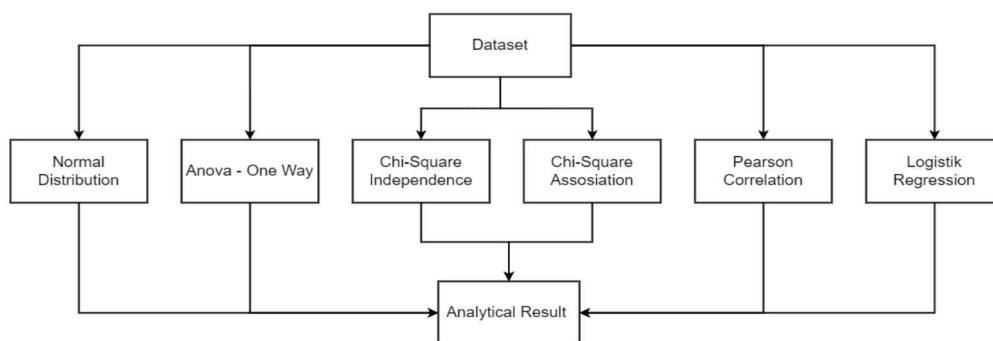 Dataset
Normal
Distribution
Anova - One Way
Chi-Square
Independence
Chi-Square
Assosiation
Pearson
Correlation
Logistik
Regression
Analytical Result